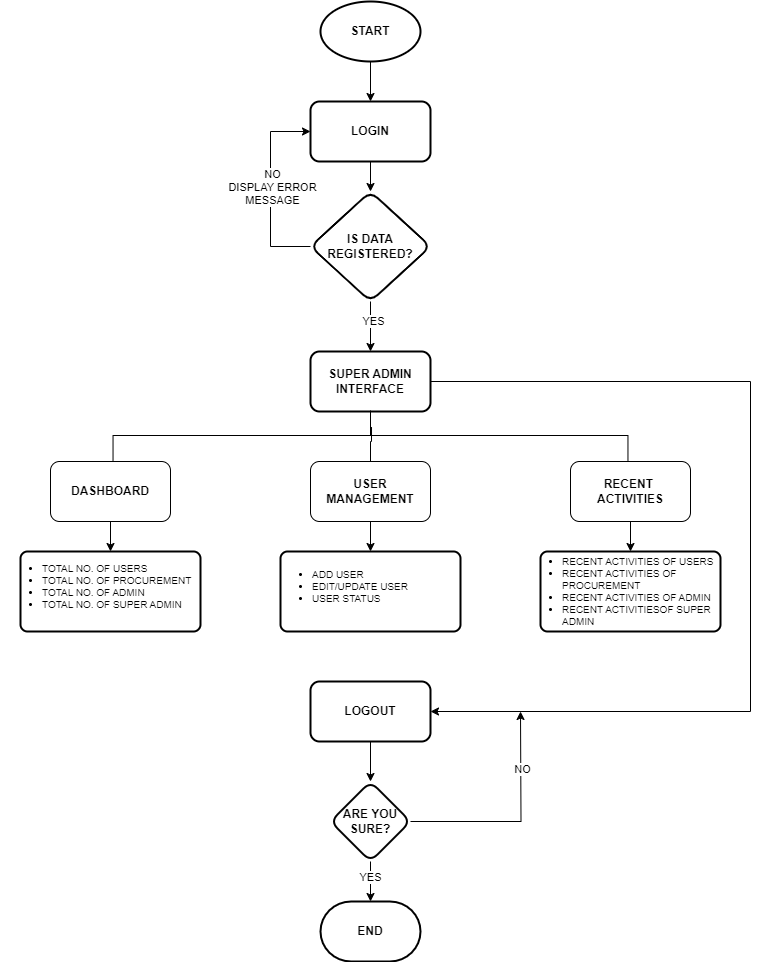 START
LOGIN
NO
DISPLAY ERROR
MESSAGE
IS DATA
REGISTERED?
YES
SUPER ADMIN
INTERFACE
DASHBOARD
USER
MANAGEMENT
RECENT
ACTIVITIES
• TOTAL NO. OF USERS
• TOTAL NO. OF PROCUREMENT
• TOTAL NO. OF ADMIN
• TOTAL NO. OF SUPER ADMIN
• ADD USER
• EDIT/UPDATE USER
• USER STATUS
• RECENT ACTIVITIES OF USERS
• RECENT ACTIVITIES OF
PROCUREMENT
• RECENT ACTIVITIES OF ADMIN
• RECENT ACTIVITIESOF SUPER
ADMIN
LOGOUT
NO
ARE YOU
SURE?
YES
END